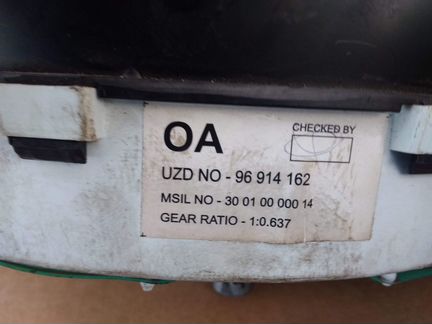 OA
CHECKED BY
UZD NO - 96 914 162
MSIL NO - 30 01 00 000 14
GEAR RATIO - 1:0.637